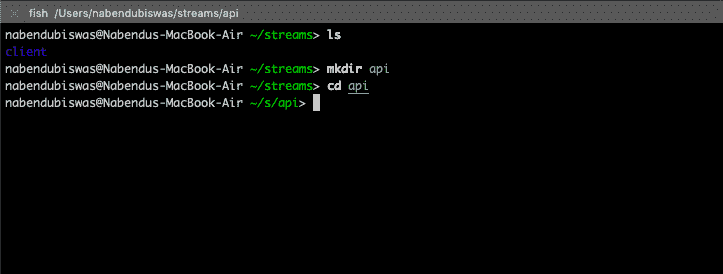 fish /Users/nabendubiswas/streams/api
nabendubiswas@Nabendus-MacBook-Air ~/streams> ls
client
nabendubiswas@Nabendus-MacBook-Air ~/streams> mkdir api
nabendubiswas@Nabendus-MacBook-Air ~/streams> cd api
nabendubiswas@Nabendus-MacBook-Air ~/s/api>